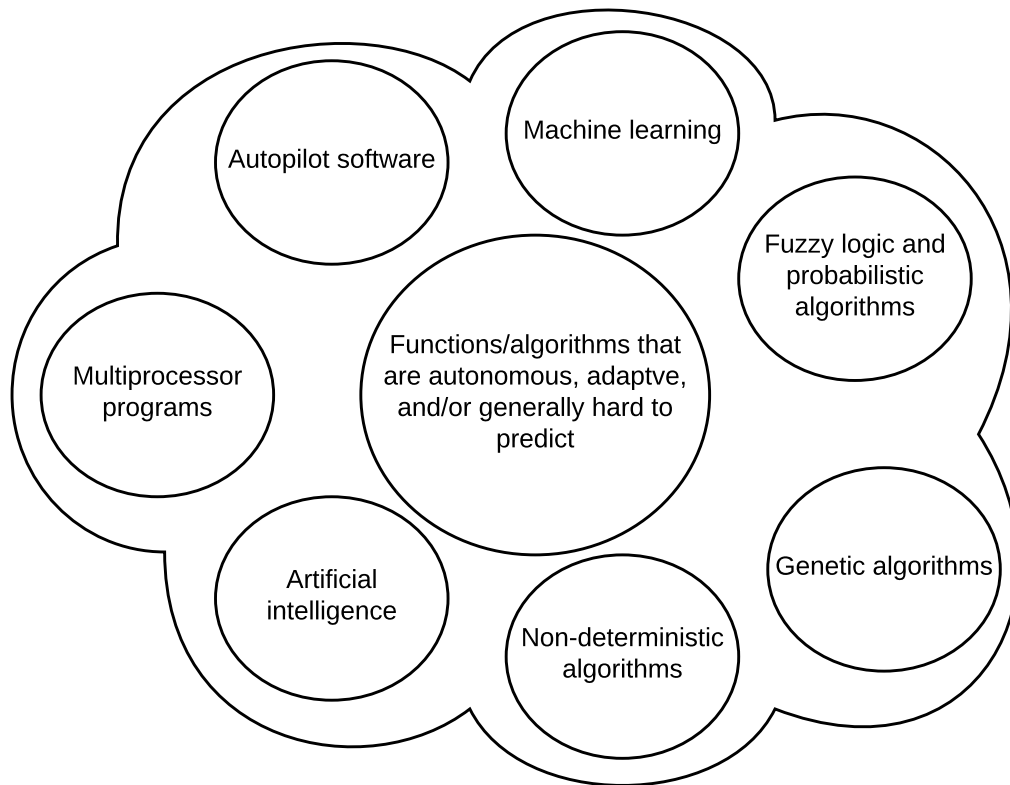 Machine learning
Autopilot software
Fuzzy logic and
probabilistic
algorithms
Functions/algorithms that
are autonomous, adaptve,
and/or generally hard to
predict
Multiprocessor
programs
Genetic algorithms
Artificial
intelligence
Non-deterministic
algorithms